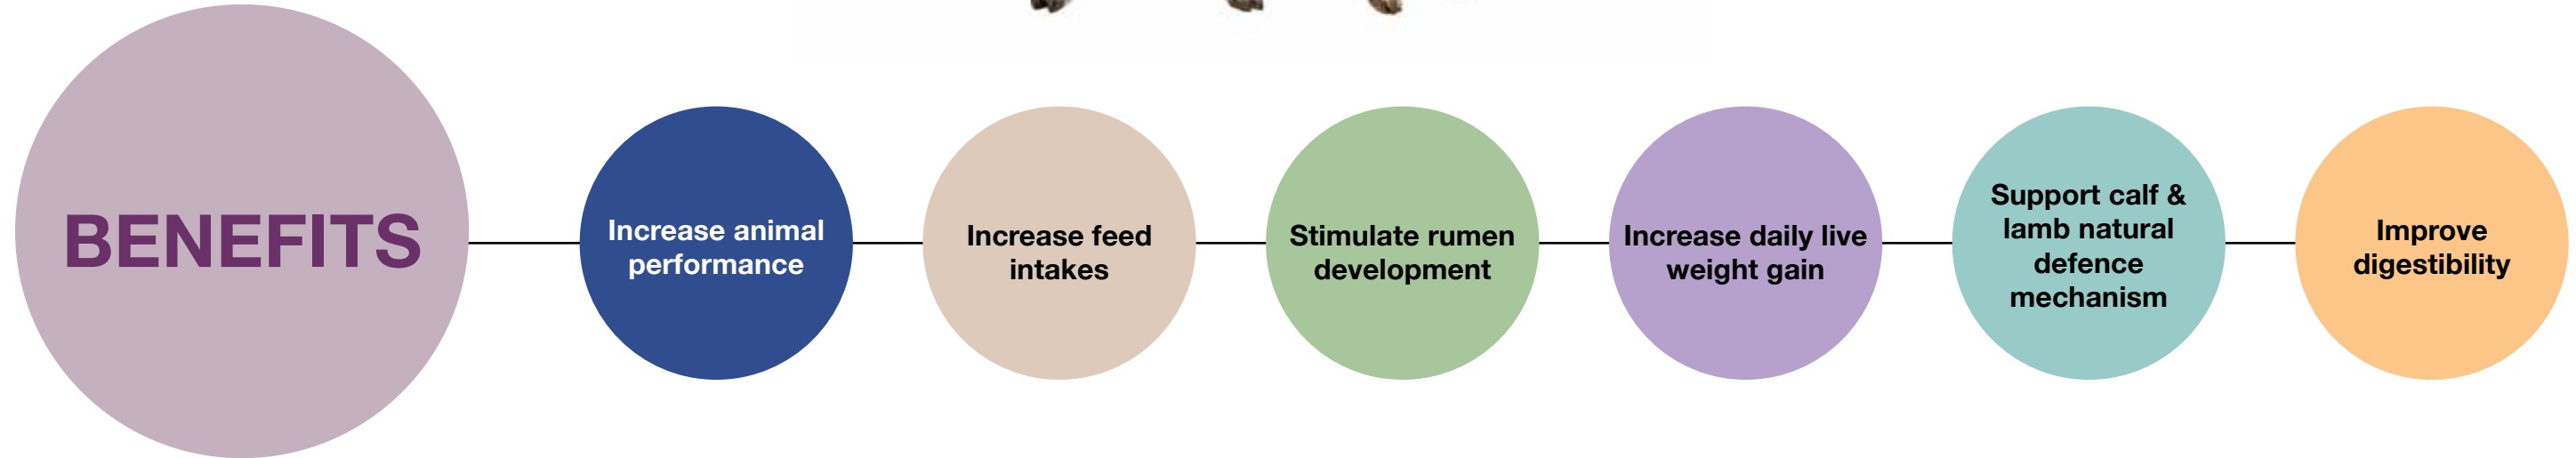 BENEFITS
Increase animal
performance
Increase feed
intakes
Stimulate rumen
development
Increase daily live
weight gain
Support calf &
lamb natural
defence
mechanism
Improve
digestibility